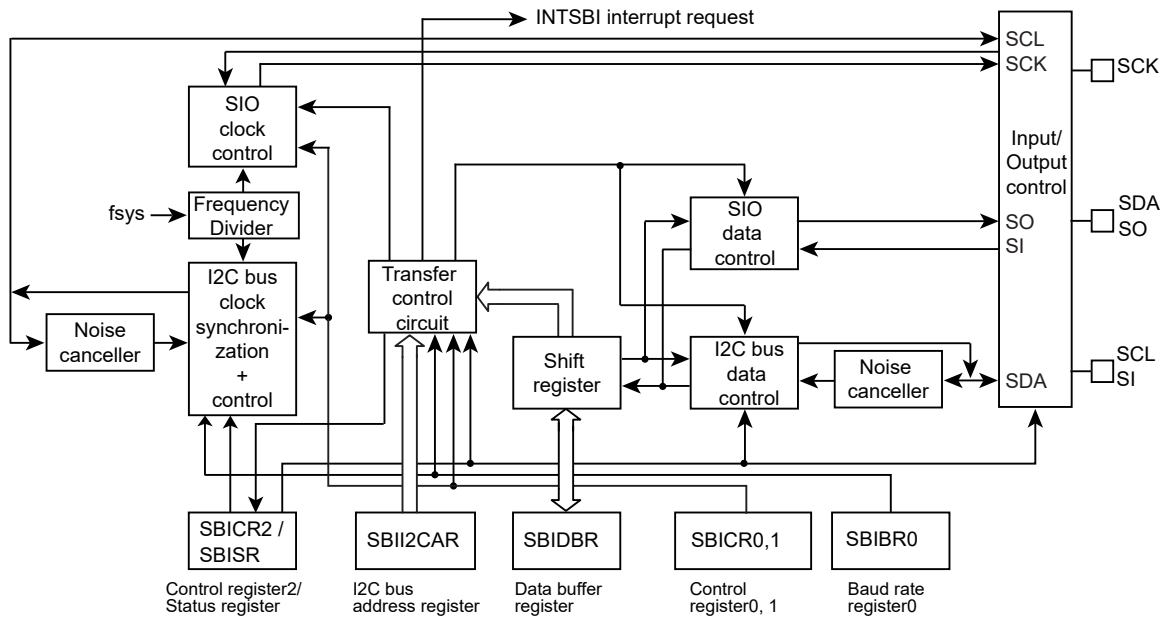 INTSBI interrupt request
SCL
SCK
SCK
SIO
clock
control
Input/
Output
control
fsys
Frequency
Divider
SIO
data
control
SO
SI
SDA
SO
I2C bus
clock
synchroni-
zation
+
control
Transfer
control
circuit
Noise
canceller
Shift
register
I2C bus
data
control
Noise
canceller
SDA
SCL
SI
SBICR2 /
SBISR
SBII2CAR
SBIDBR
SBICR0,1
SBIBR0
Control register2/
Status register
I2C bus
address register
Data buffer
register
Control
register0, 1
Baud rate
register0